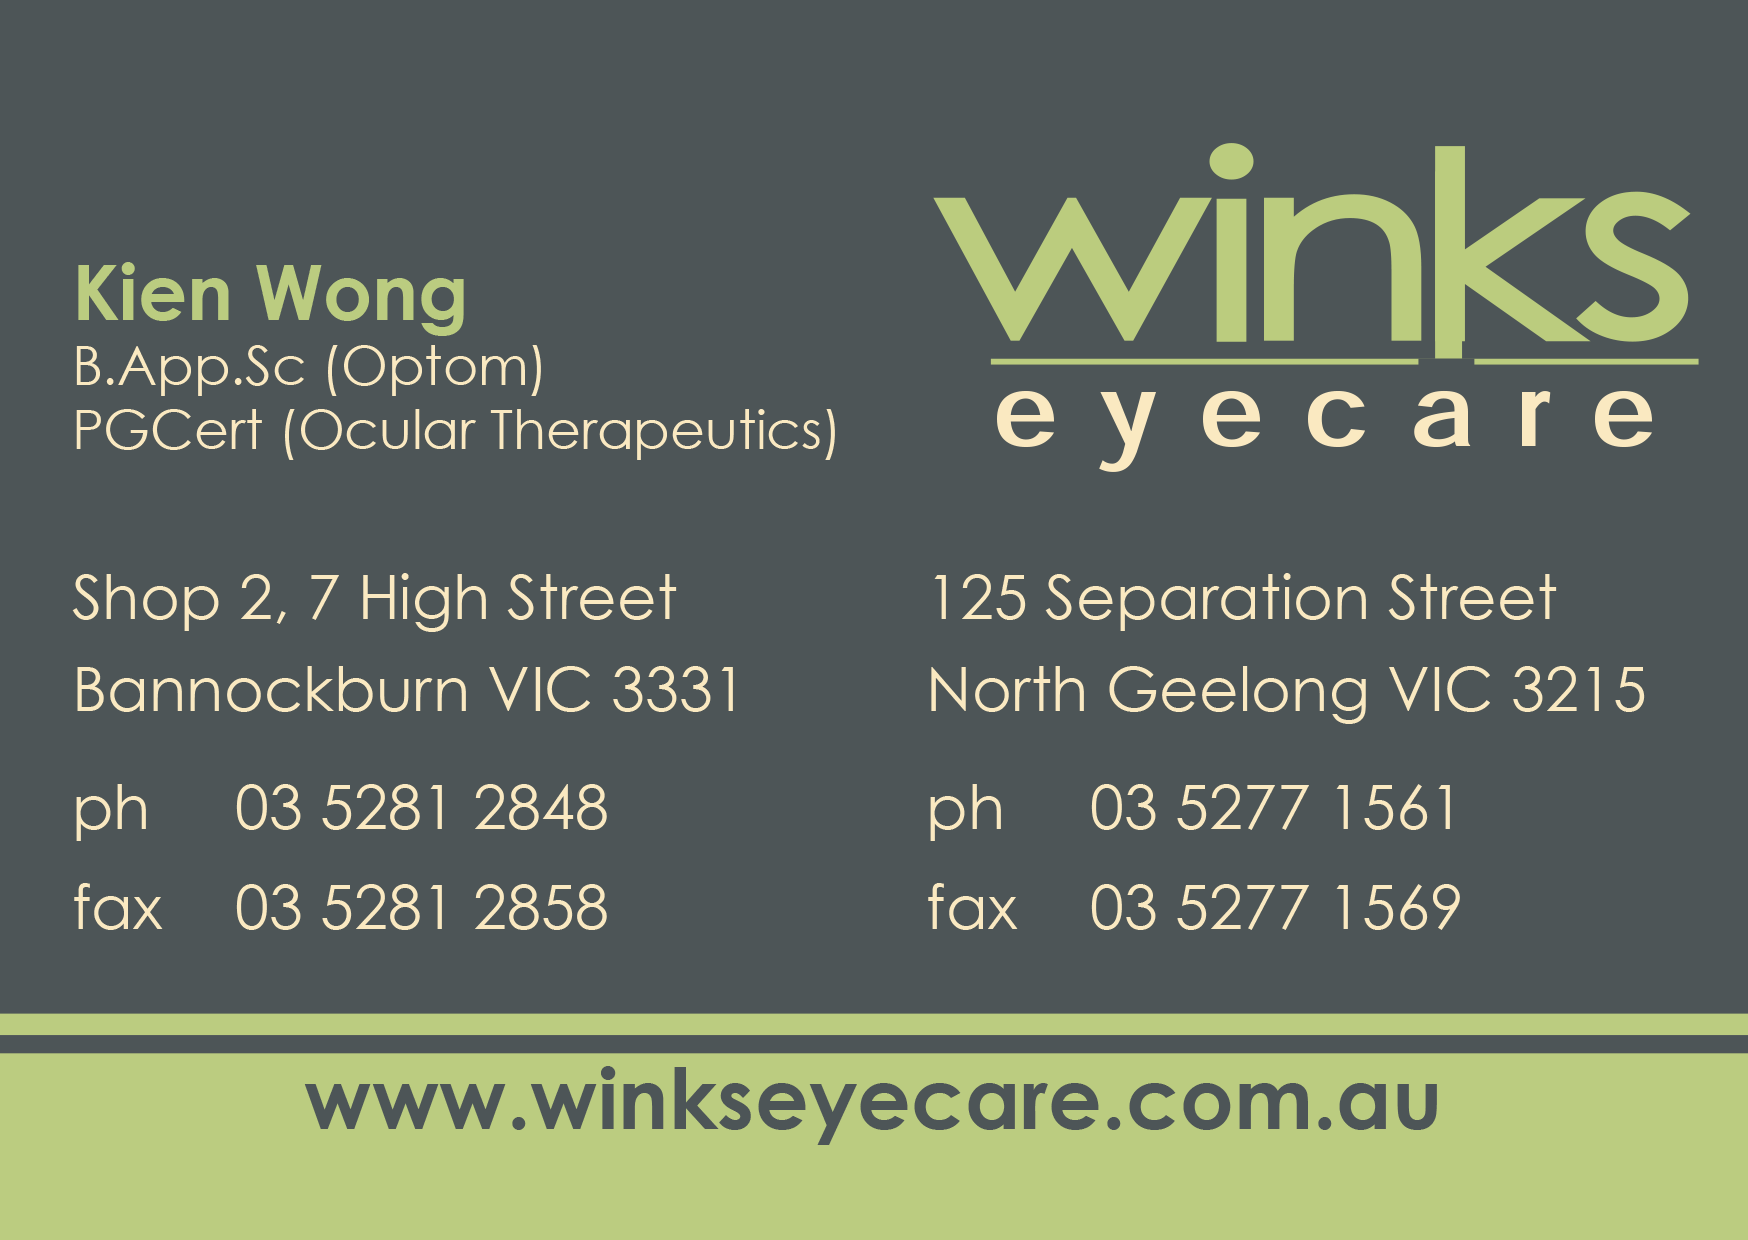 winks
eyecare
Kien Wong
B.App.Sc (Optom)
PGCert (Ocular Therapeutics)
Shop 2, 7 High Street
Bannockburn VIC 3331
ph 03 5281 2848
fax 03 5281 2858
125 Separation Street
North Geelong VIC 3215
ph 03 5277 1561
fax 03 5277 1569
www.winkseyecare.com.au